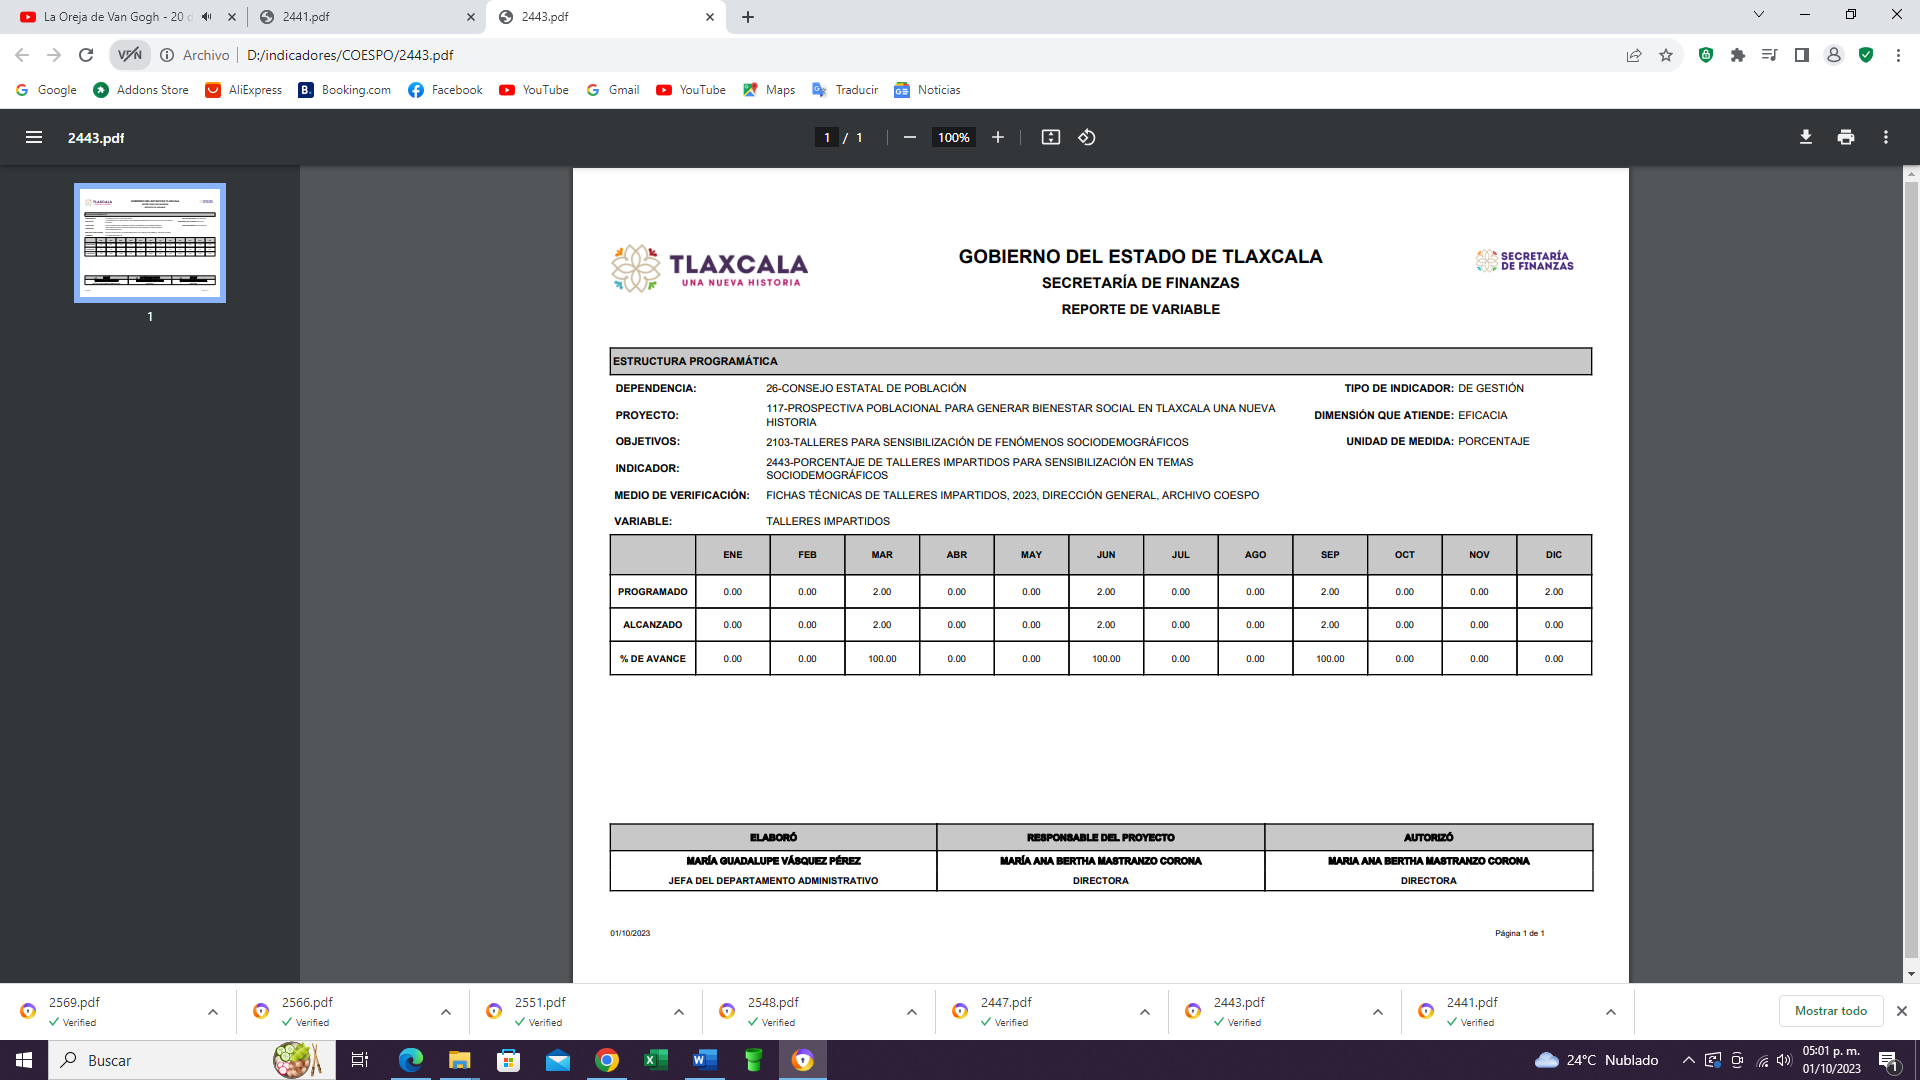 La Oreja de Van Gogh - 20
2441.pdf
2443.pdf
VPN
Archivo
D:/indicadores/COESPO/2443.pdf
Google
Addons Store
AliExpress
Booking.com
Facebook
YouTube
Gmail
YouTube
Maps
Traducir
Noticias
2443.pdf
1 / 1
100%
1
TLAXCALA
UNA NUEVA HISTORIA
GOBIERNO DEL ESTADO DE TLAXCALA
SECRETARÍA DE FINANZAS
REPORTE DE VARIABLE
SECRETARÍA
DE FINANZAS
ESTRUCTURA PROGRAMÁTICA
DEPENDENCIA: 26-CONSEJO ESTATAL DE POBLACIÓN TIPO DE INDICADOR: DE GESTIÓN
PROYECTO: 117-PROSPECTIVA POBLACIONAL PARA GENERAR BIENESTAR SOCIAL EN TLAXCALA UNA NUEVA
HISTORIA
DIMENSIÓN QUE ATIENDE: EFICACIA
OBJETIVOS: 2103-TALLERES PARA SENSIBILIZACIÓN DE FENÓMENOS SOCIODEMOGRÁFICOS UNIDAD DE MEDIDA: PORCENTAJE
INDICADOR: 2443-PORCENTAJE DE TALLERES IMPARTIDOS PARA SENSIBILIZACIÓN EN TEMAS
SOCIODEMOGRÁFICOS
MEDIO DE VERIFICACIÓN: FICHAS TÉCNICAS DE TALLERES IMPARTIDOS, 2023, DIRECCIÓN GENERAL, ARCHIVO COESPO
VARIABLE: TALLERES IMPARTIDOS
ENE FEB MAR ABR MAY JUN JUL AGO SEP OCT NOV DIC
PROGRAMADO 0.00 0.00 2.00 0.00 0.00 2.00 0.00 0.00 2.00 0.00 0.00 2.00
ALCANZADO 0.00 0.00 2.00 0.00 0.00 2.00 0.00 0.00 2.00 0.00 0.00 0.00
% DE AVANCE 0.00 0.00 100.00 0.00 0.00 100.00 0.00 0.00 100.00 0.00 0.00 0.00
ELABORÓ RESPONSABLE DEL PROYECTO AUTORIZÓ
MARÍA GUADALUPE VÁSQUEZ PÉREZ MARÍA ANA BERTHA MASTRANZO CORONA MARIA ANA BERTHA MASTRANZO CORONA
JEFA DEL DEPARTAMENTO ADMINISTRATIVO DIRECTORA DIRECTORA
01/10/2023 Página 1 de 1
2569.pdf
Verified
2566.pdf
Verified
2551.pdf
Verified
2548.pdf
Verified
2447.pdf
Verified
2443.pdf
Verified
2441.pdf
Verified
Mostrar todo
Buscar
24°C Nublado
05:01 p. m.
01/10/2023
1